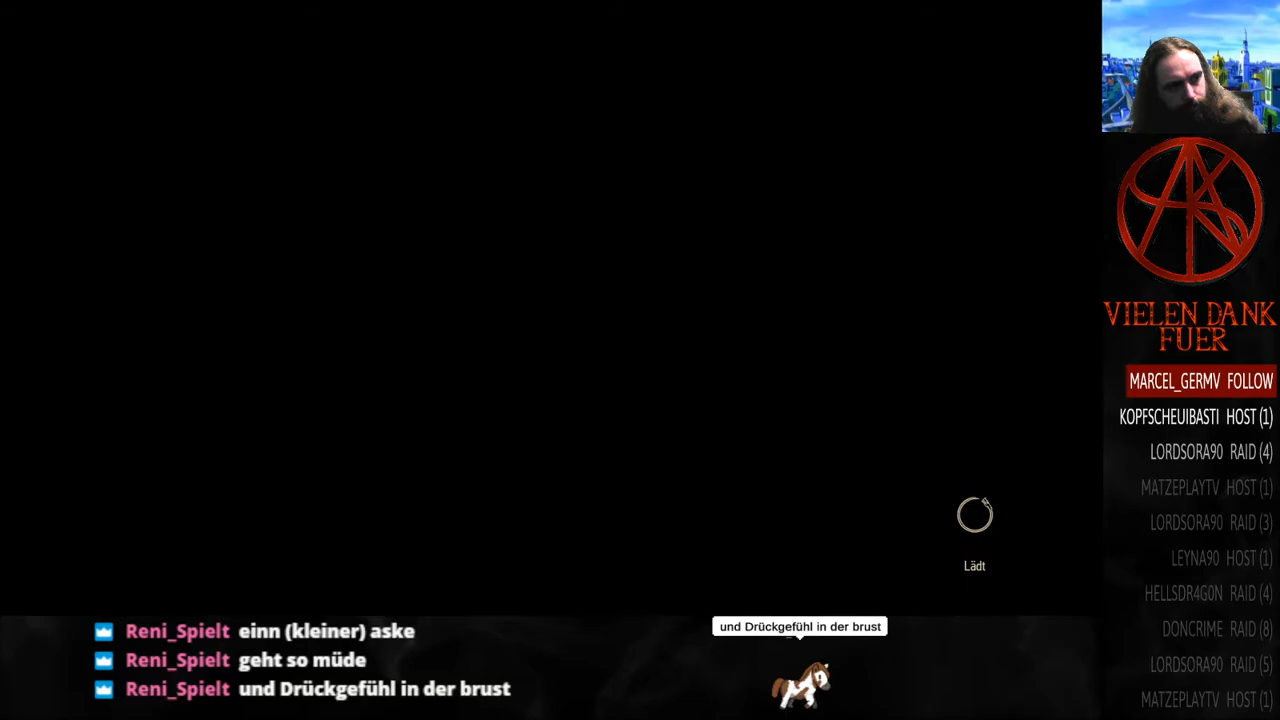 VIELEN DANK
FUER
MARCEL_GERMV FOLLOW
KOPFSCHEUIBASTI HOST (1)
LORDSORA90 RAID (4)
MATZEPLAYTV HOST (1)
LORDSORA90 RAID (3)
LEYNA90 HOST (1)
HELLSDR4G0N RAID (4)
DONCRIME RAID (8)
LORDSORA90 RAID (5)
MATZEPLAYTV HOST (1)
Lädt
Reni_Spielt einn (kleiner) aske
Reni_Spielt geht so müde
Reni_Spielt und Drückgefühl in der brust
und Drückgefühl in der brust